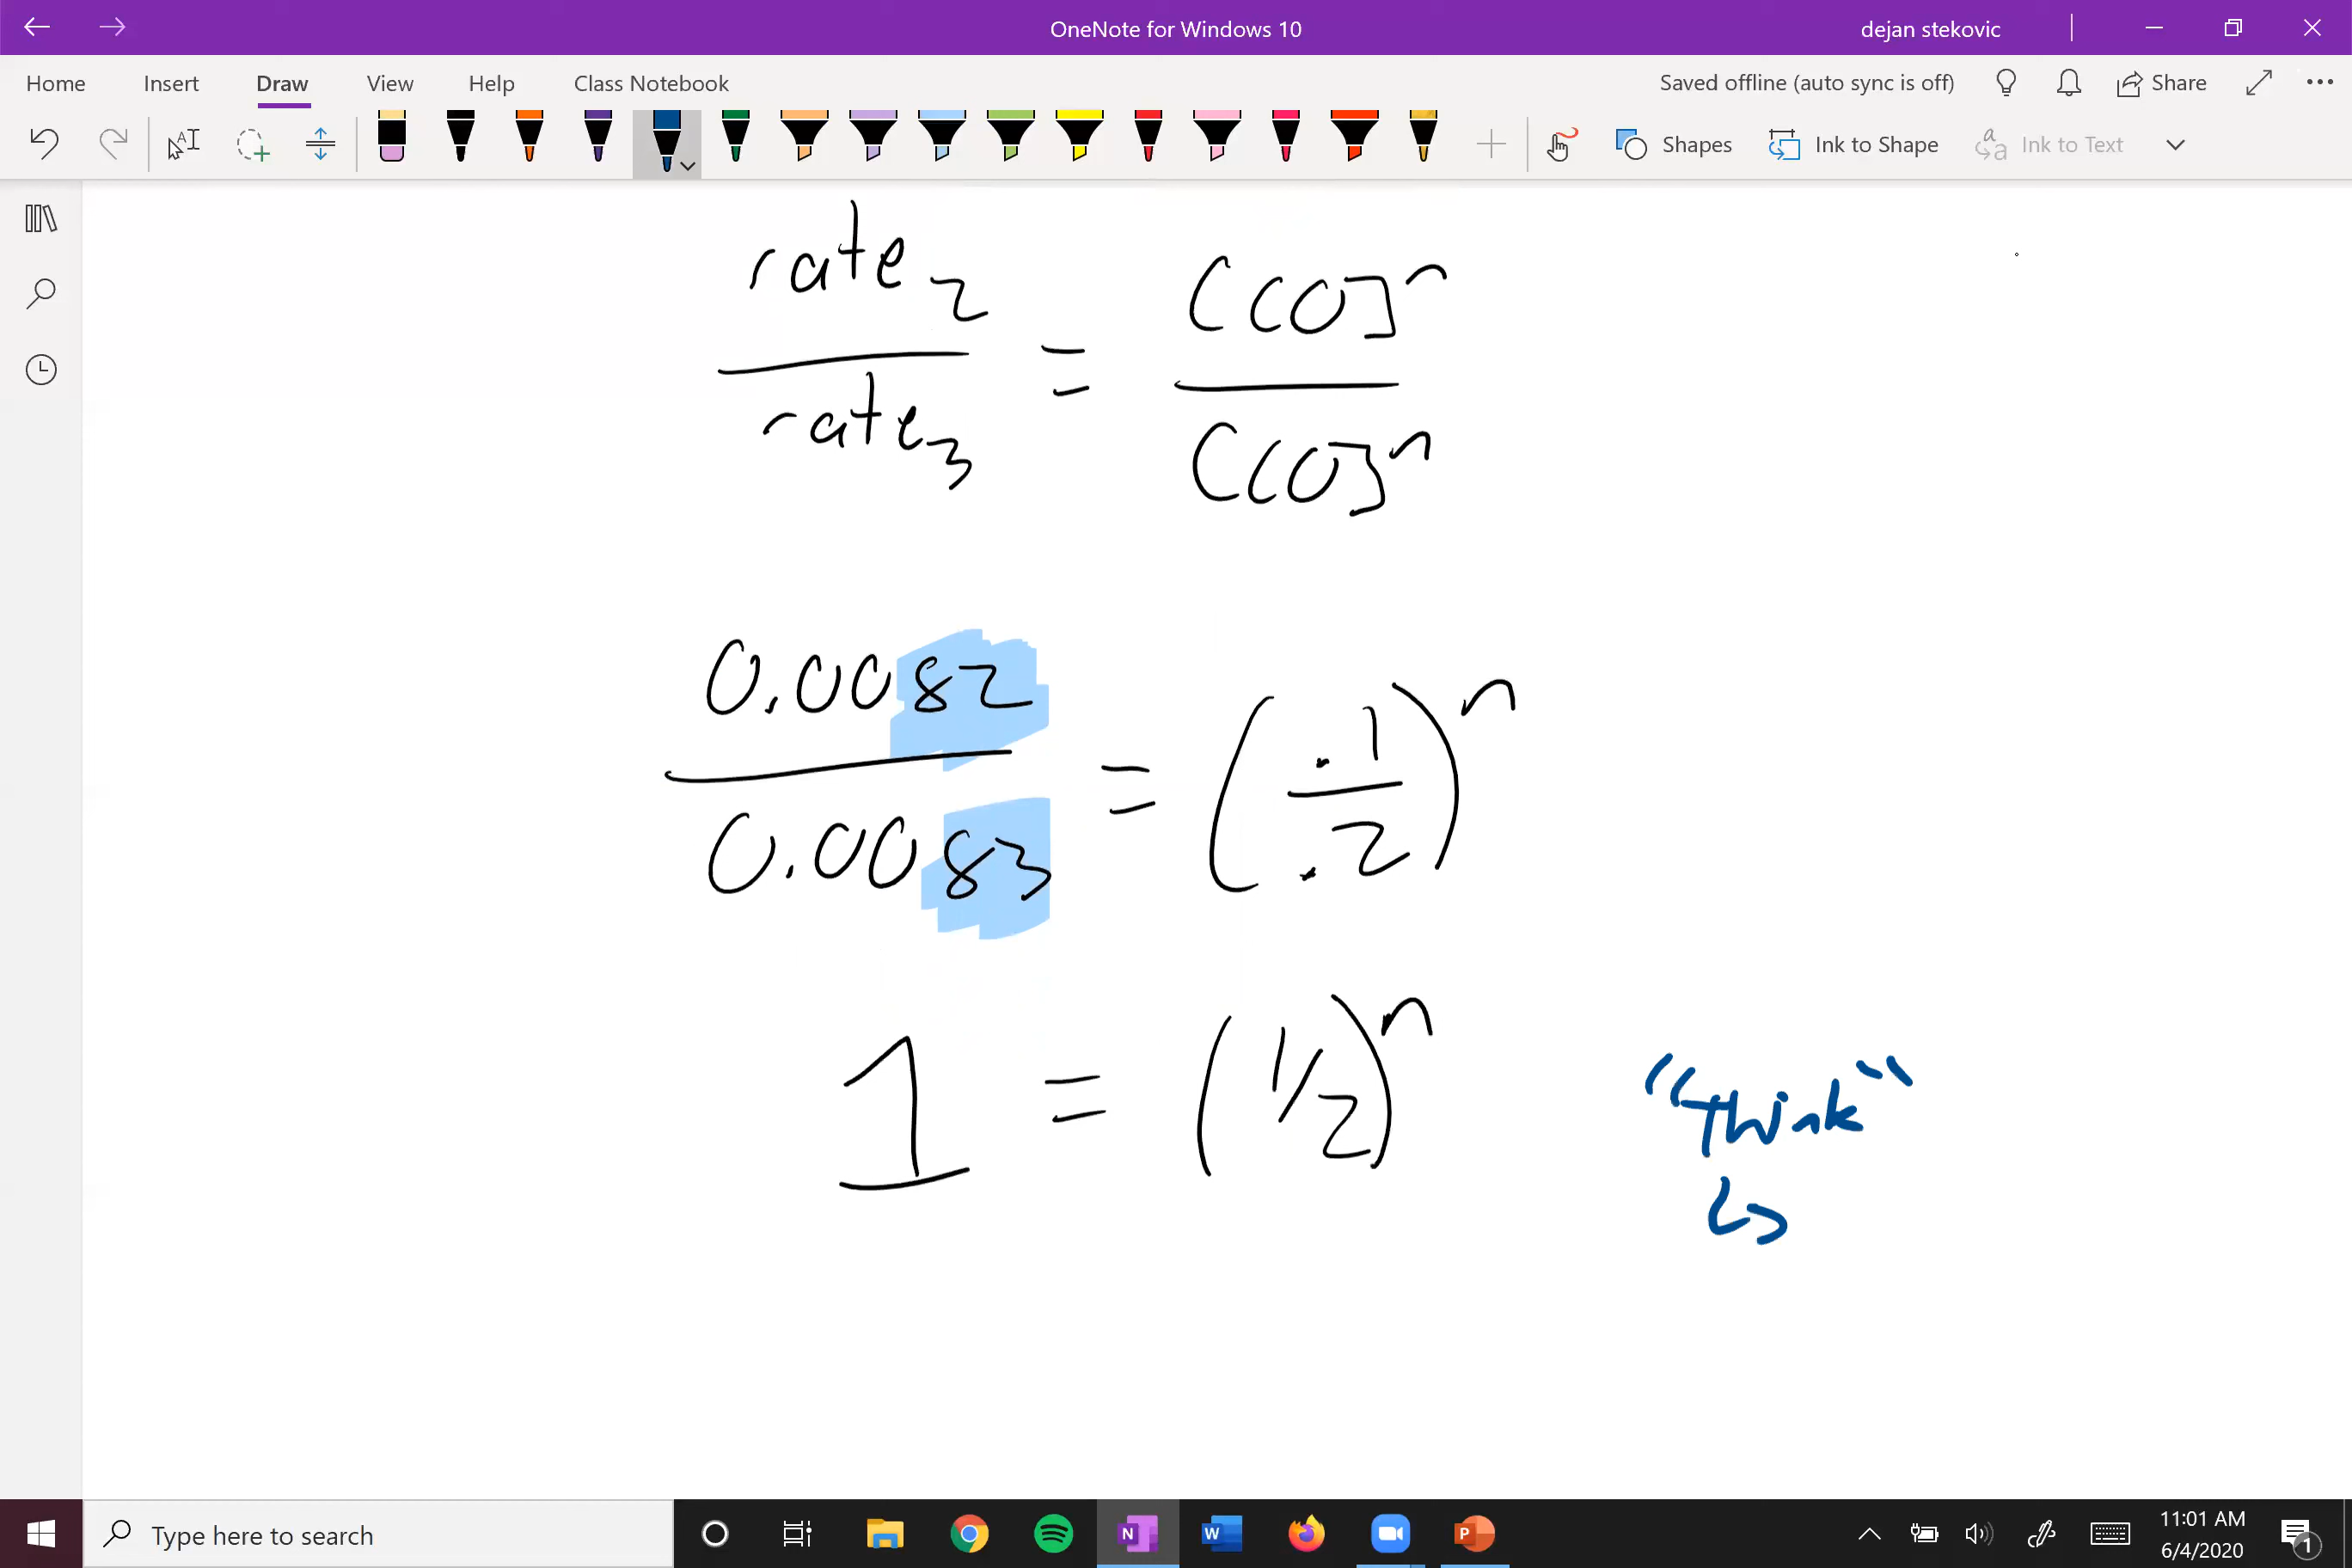 OneNote for Windows 10
dejan stekovic
Home Insert Draw View Help Class Notebook
Saved offline (auto sync is off) Share
Shapes Ink to Shape Ink to Text
rate₂ / rate₃ = [CO]ⁿ / [CO]ⁿ
0.0082 / 0.0083 = (.1 / .2)ⁿ
1 = (1/2)ⁿ
"Think"
↳
Type here to search
11:01 AM
6/4/2020
1